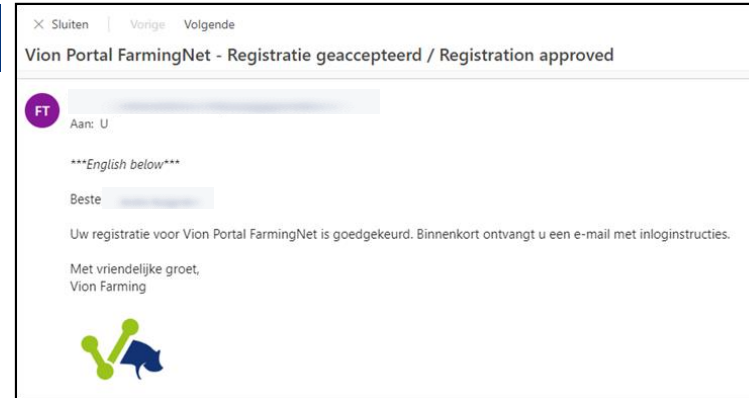 Sluiten Vorige Volgende
Vion Portal FarmingNet - Registratie geaccepteerd / Registration approved
FT
Aan: U
***English below***
Beste
Uw registratie voor Vion Portal FarmingNet is goedgekeurd. Binnenkort ontvangt u een e-mail met inloginstructies.
Met vriendelijke groet,
Vion Farming